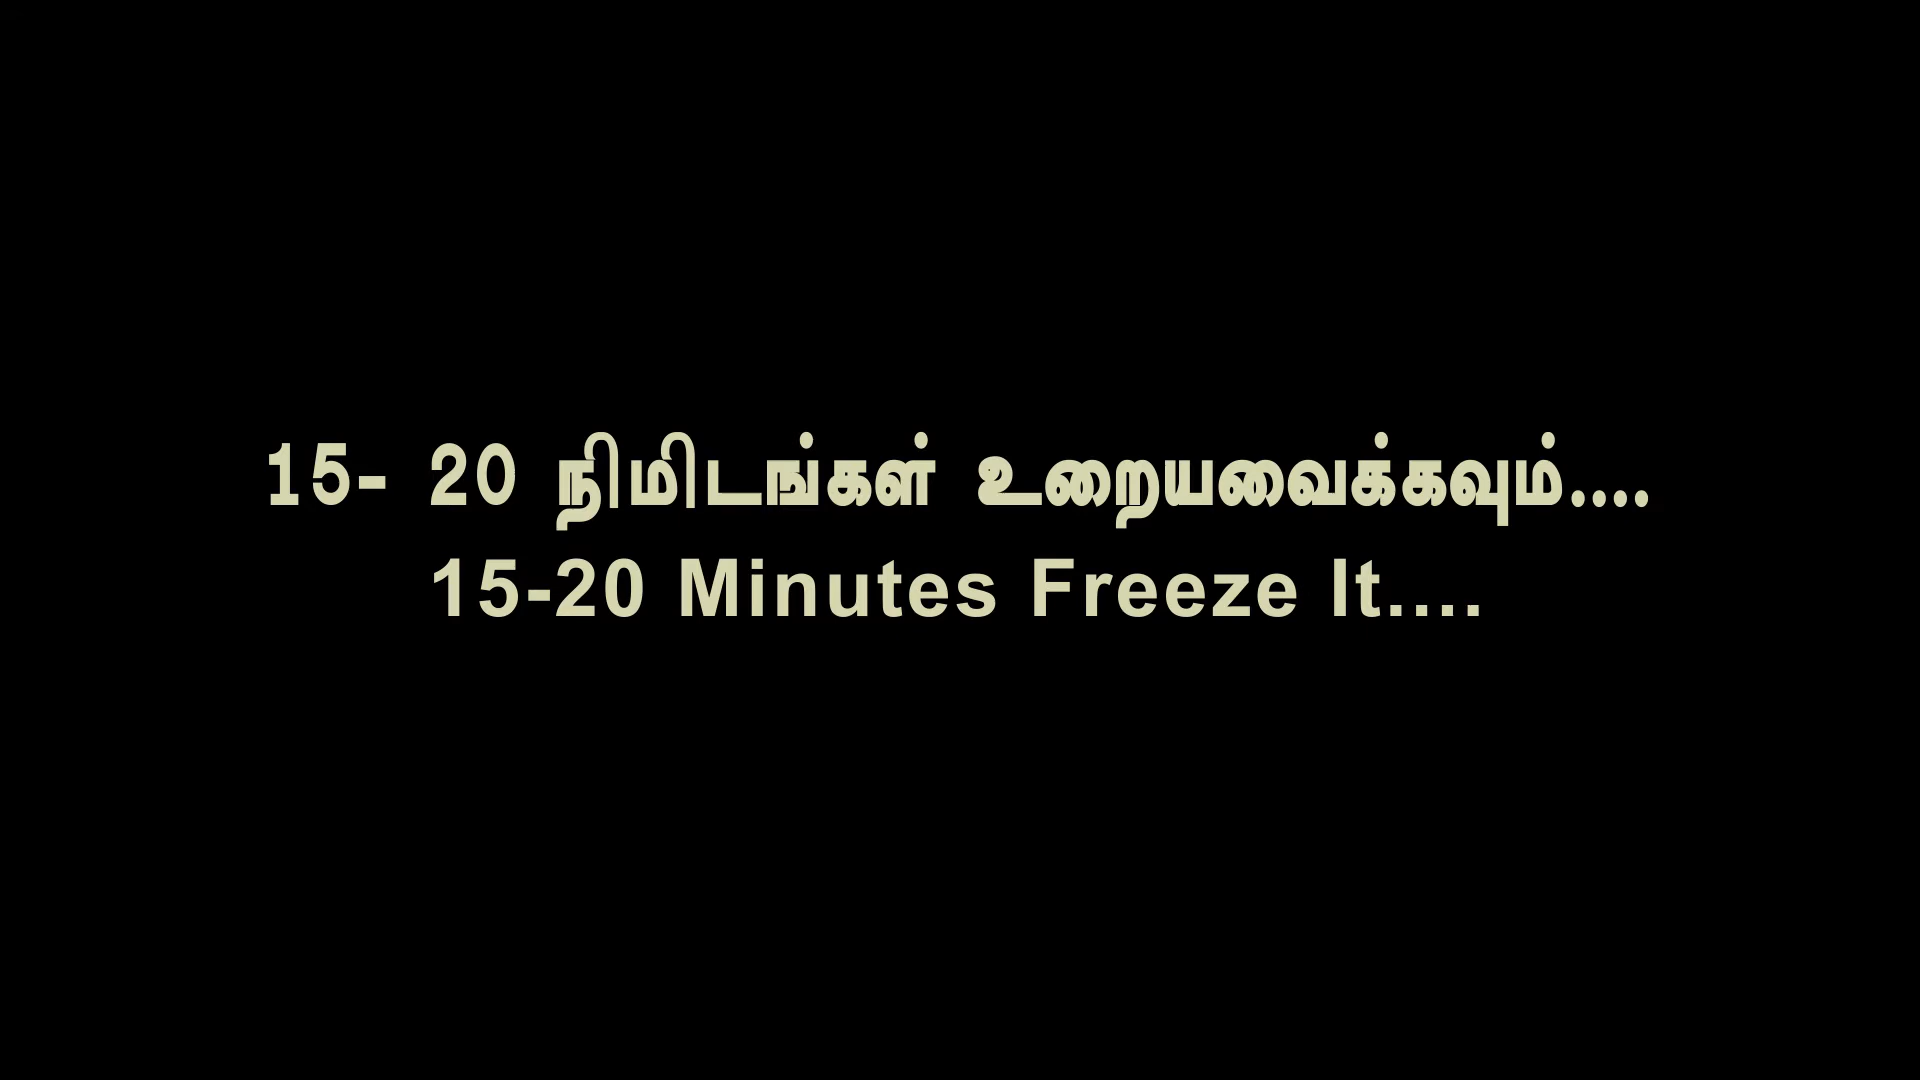 15- 20 நிமிடங்கள் உறையவைக்கவும்....
15-20 Minutes Freeze It....